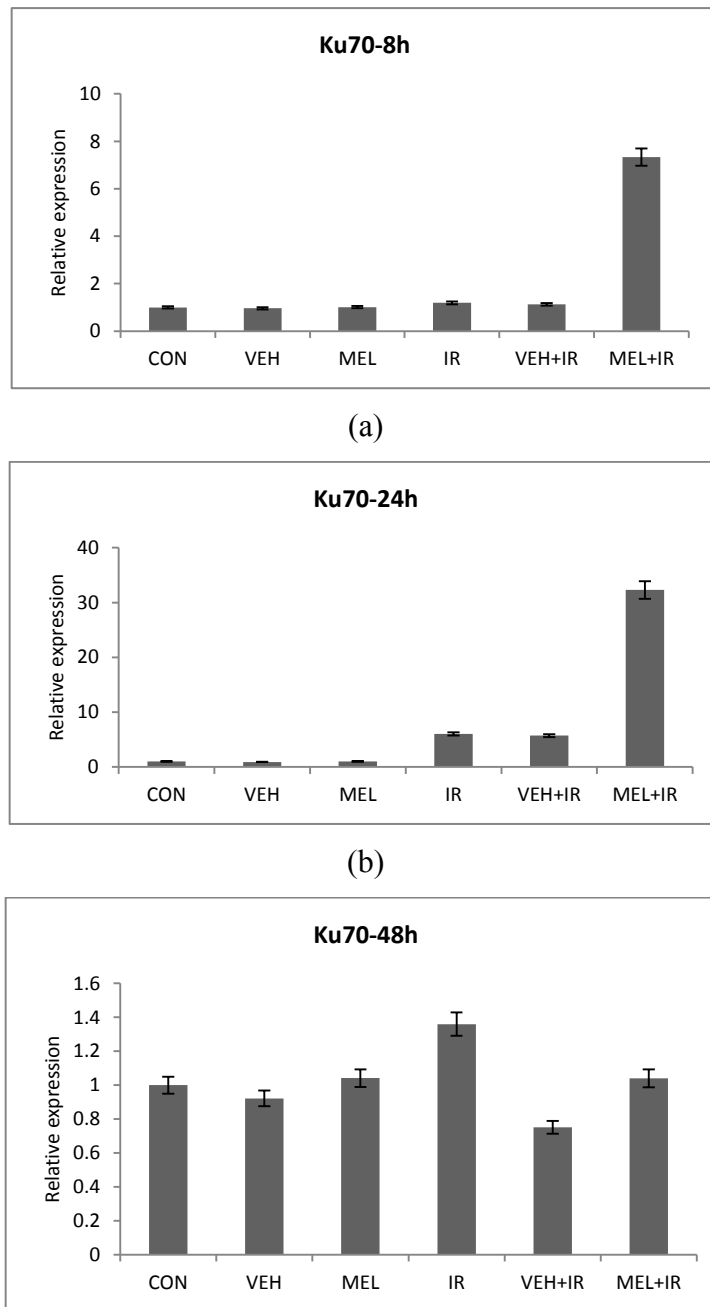 Ku70-8h
10
8
6
4
2
0
Relative expression
CON VEH MEL IR VEH+IR MEL+IR
(a)
Ku70-24h
40
30
20
10
0
Relative expression
CON VEH MEL IR VEH+IR MEL+IR
(b)
Ku70-48h
1.6
1.4
1.2
1
0.8
0.6
0.4
0.2
0
Relative expression
CON VEH MEL IR VEH+IR MEL+IR